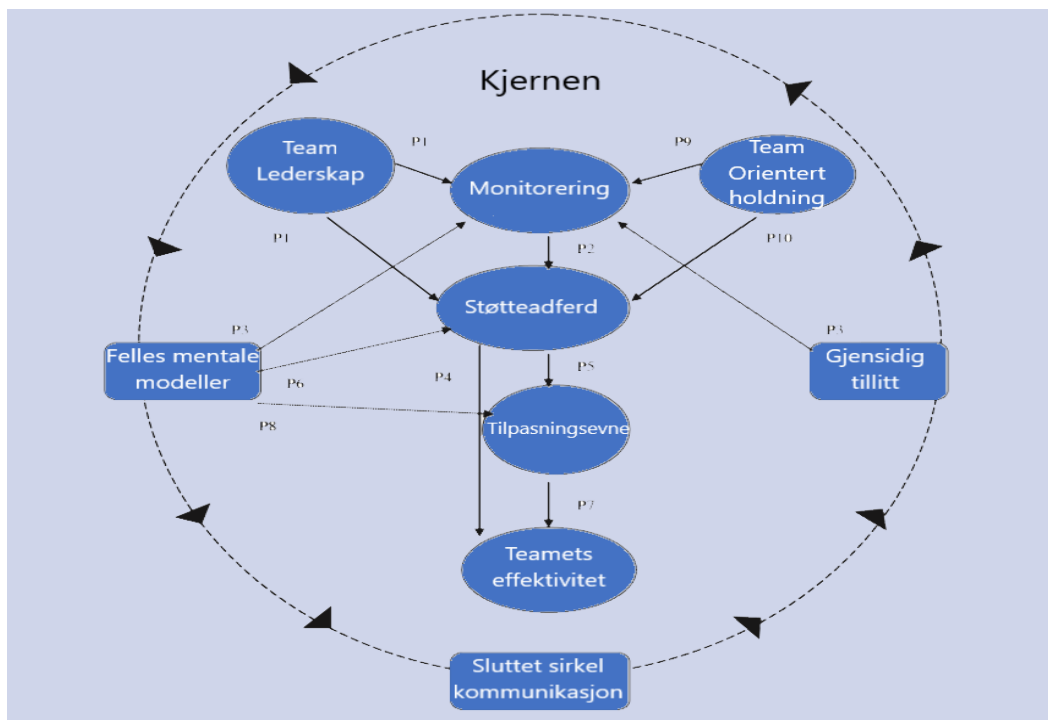 Kjernen
Team
Lederskap
P1
Monitorering
P9
Team
Orientert
holdning
P1
P2
P10
Støtteadferd
P3
P3
Felles mentale
modeller
P6
P4
P5
Gjensidig
tillitt
P8
Tilpasningsevne
P7
Teamets
effektivitet
Sluttet sirkel
kommunikasjon